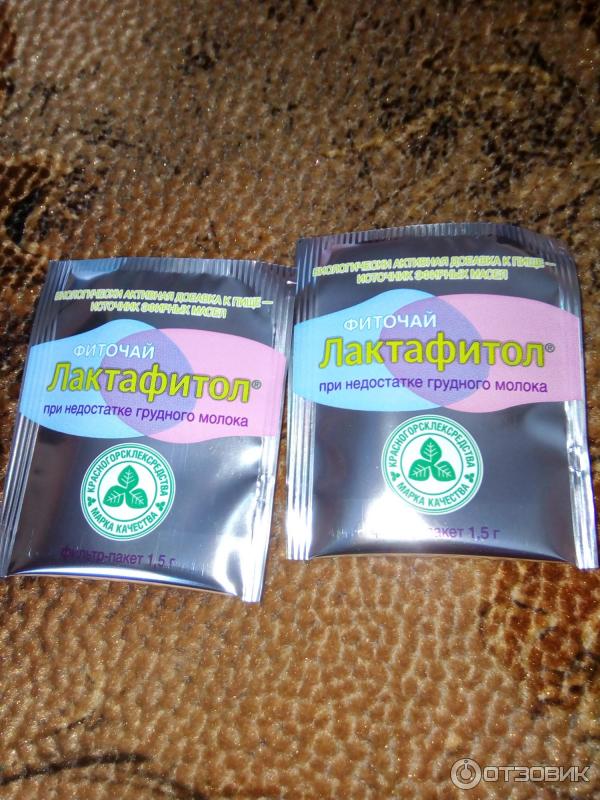 БИОЛОГИЧЕСКИ АКТИВНАЯ ДОБАВКА К ПИЩЕ —
ИСТОЧНИК ЭФИРНЫХ МАСЕЛ
ФИТОЧАЙ
Лактафитол®
при недостатке грудного молока
КРАСНОГОРСКЛЕКСРЕДСТВА
МАРКА КАЧЕСТВА
фильтр-пакет 1,5 г
БИОЛОГИЧЕСКИ АКТИВНАЯ ДОБАВКА К ПИЩЕ —
ИСТОЧНИК ЭФИРНЫХ МАСЕЛ
ФИТОЧАЙ
Лактафитол®
при недостатке грудного молока
КРАСНОГОРСКЛЕКСРЕДСТВА
МАРКА КАЧЕСТВА
пакет 1,5 г
ОТЗОВИК